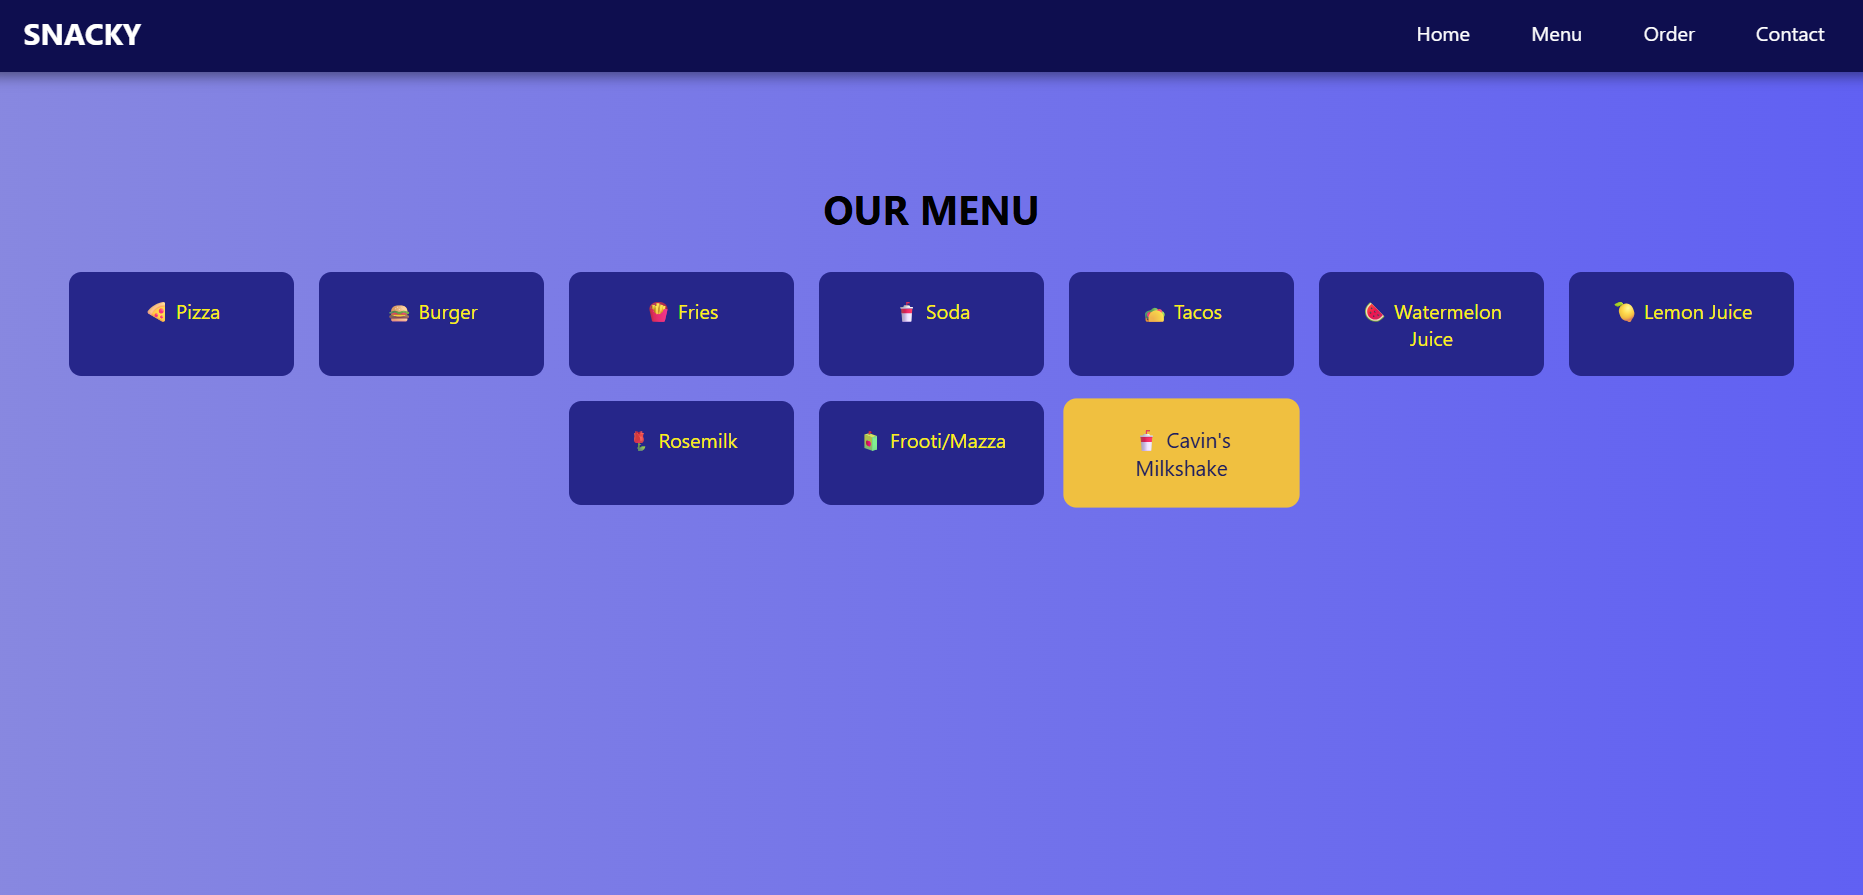 SNACKY
Home Menu Order Contact
OUR MENU
🍕 Pizza
🍔 Burger
🍟 Fries
🥤 Soda
🌮 Tacos
🍉 Watermelon
Juice
🍋 Lemon Juice
🌹 Rosemilk
🧃 Frooti/Mazza
🥤 Cavin's
Milkshake